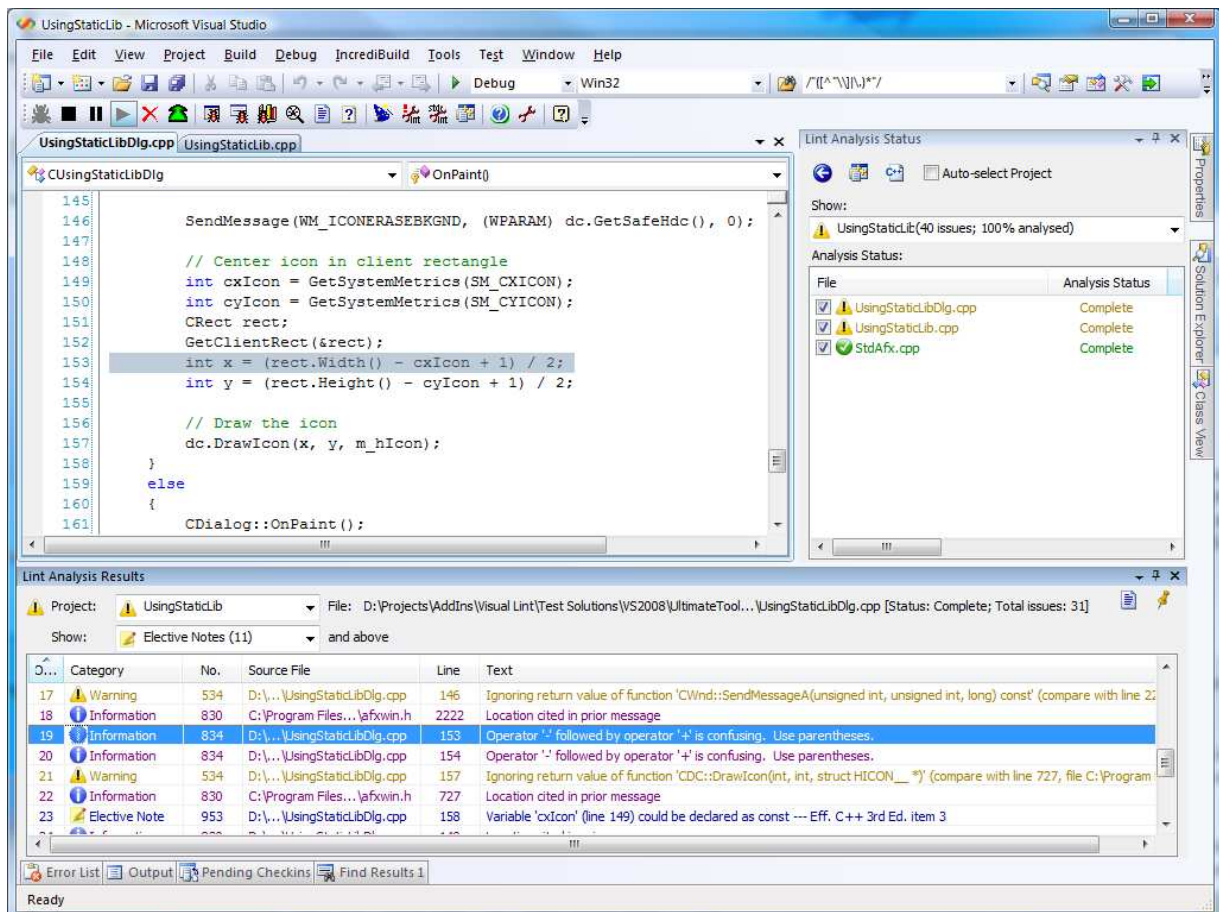 UsingStaticLib - Microsoft Visual Studio
File Edit View Project Build Debug IncrediBuild Tools Test Window Help
Debug Win32
UsingStaticLibDlg.cpp UsingStaticLib.cpp
CUsingStaticLibDlg OnPaint()
145
146 SendMessage(WM_ICONERASEBKGND, (WPARAM) dc.GetSafeHdc(), 0);
147
148 // Center icon in client rectangle
149 int cxIcon = GetSystemMetrics(SM_CXICON);
150 int cyIcon = GetSystemMetrics(SM_CYICON);
151 CRect rect;
152 GetClientRect(&rect);
153 int x = (rect.Width() - cxIcon + 1) / 2;
154 int y = (rect.Height() - cyIcon + 1) / 2;
155
156 // Draw the icon
157 dc.DrawIcon(x, y, m_hIcon);
158 }
159 else
160 {
161 CDialog::OnPaint();
Lint Analysis Status
Auto-select Project
Show:
UsingStaticLib (40 issues; 100% analysed)
Analysis Status:
File Analysis Status
UsingStaticLibDlg.cpp Complete
UsingStaticLib.cpp Complete
StdAfx.cpp Complete
Properties
Solution Explorer
Class View
Lint Analysis Results
Project: UsingStaticLib File: D:\Projects\AddIns\Visual Lint\Test Solutions\VS2008\UltimateTool...\UsingStaticLibDlg.cpp [Status: Complete; Total issues: 31]
Show: Elective Notes (11) and above
Category No. Source File Line Text
17 Warning 534 D:\...\UsingStaticLibDlg.cpp 146 Ignoring return value of function 'CWnd::SendMessageA(unsigned int, unsigned int, long) const' (compare with line 22
18 Information 830 C:\Program Files...\afxwin.h 2222 Location cited in prior message
19 Information 834 D:\...\UsingStaticLibDlg.cpp 153 Operator '-' followed by operator '+' is confusing. Use parentheses.
20 Information 834 D:\...\UsingStaticLibDlg.cpp 154 Operator '-' followed by operator '+' is confusing. Use parentheses.
21 Warning 534 D:\...\UsingStaticLibDlg.cpp 157 Ignoring return value of function 'CDC::DrawIcon(int, int, struct HICON__ *)' (compare with line 727, file C:\Program
22 Information 830 C:\Program Files...\afxwin.h 727 Location cited in prior message
23 Elective Note 953 D:\...\UsingStaticLibDlg.cpp 158 Variable 'cxIcon' (line 149) could be declared as const --- Eff. C++ 3rd Ed. item 3
Error List Output Pending Checkins Find Results 1
Ready